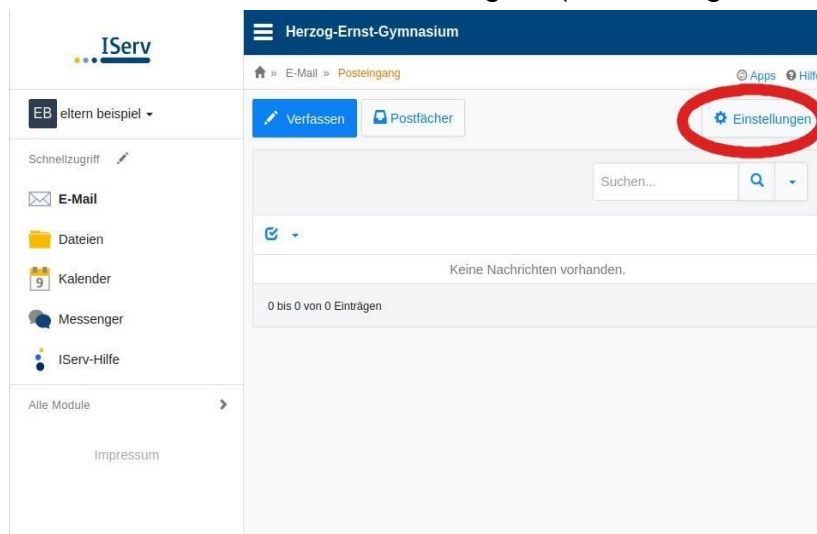 IServ
Herzog-Ernst-Gymnasium
» E-Mail » Posteingang
Apps Hilfe
EB eltern beispiel
Verfassen Postfächer Einstellungen
Schnellzugriff
Suchen...
E-Mail
Dateien
Keine Nachrichten vorhanden.
9 Kalender
0 bis 0 von 0 Einträgen
Messenger
IServ-Hilfe
Alle Module
Impressum